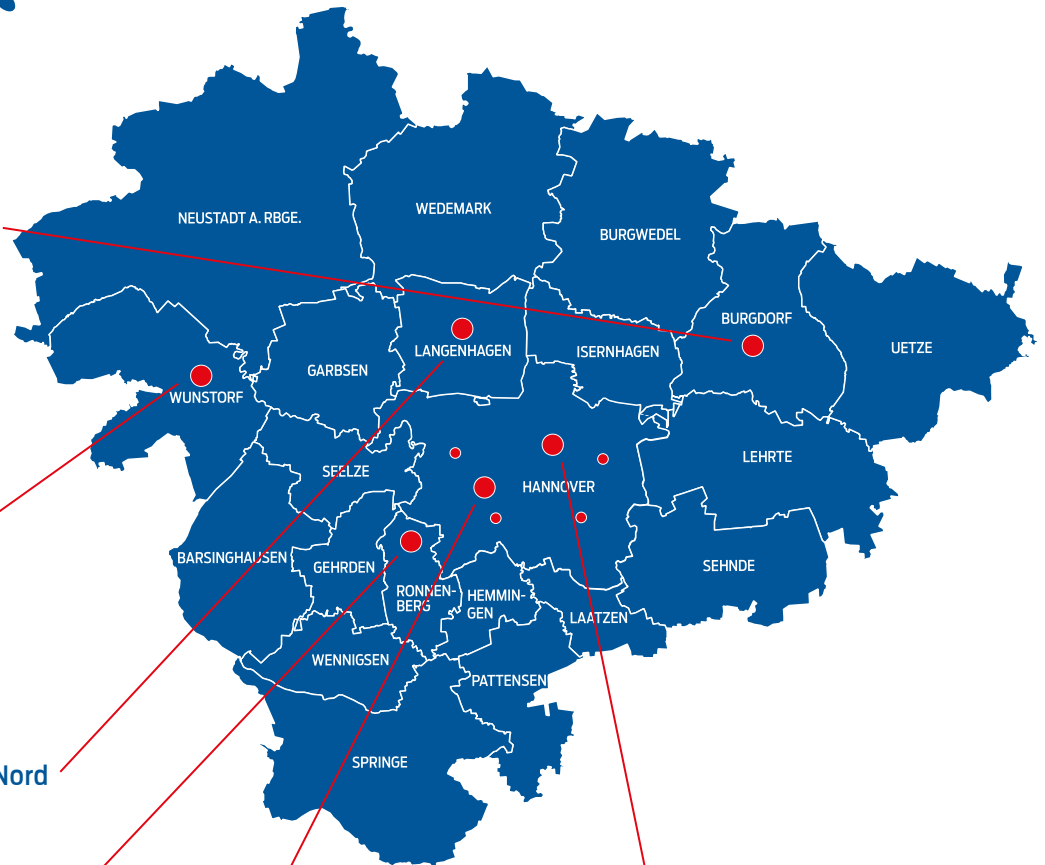 NEUSTADT A. RBGE.
WEDEMARK
BURGWEDEL
BURGDORF
UETZE
LANGENHAGEN
ISERNHAGEN
GARBSEN
WUNSTORF
SEELZE
HANNOVER
LEHRTE
BARSINGHAUSEN
GEHRDEN
SEHNDE
RONNEN-
BERG
HEMMIN-
GEN
LAATZEN
WENNIGSEN
PATTENSEN
SPRINGE
Nord